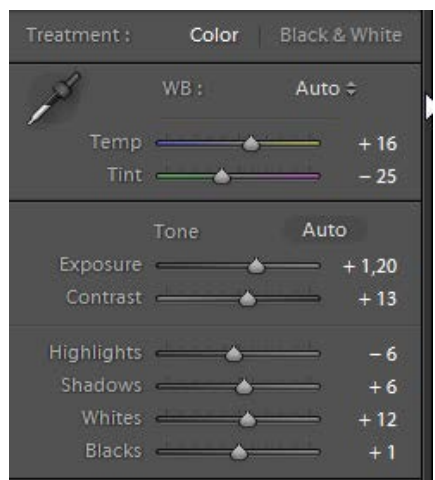 Treatment : Color Black & White
WB : Auto
Temp + 16
Tint – 25
Tone Auto
Exposure + 1,20
Contrast + 13
Highlights – 6
Shadows + 6
Whites + 12
Blacks + 1